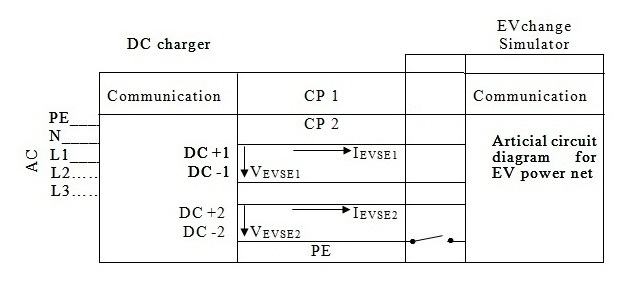 EVchange
Simulator
DC charger
Communication
CP 1
Communication
CP 2
PE
N
L1
L2.....
L3....
AC
DC +1
DC -1
IEVSE1
VEVSE1
Articial circuit
diagram for
EV power net
DC +2
DC -2
IEVSE2
VEVSE2
PE